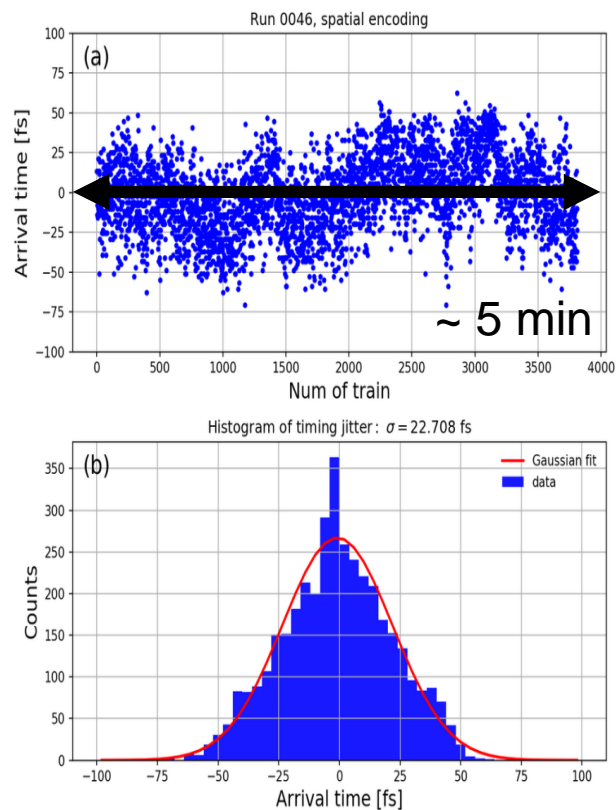 Run 0046, spatial encoding
(a)
Arrival time [fs]
100
75
50
25
0
−25
−50
−75
−100
~ 5 min
0 500 1000 1500 2000 2500 3000 3500 4000
Num of train
Histogram of timing jitter: σ = 22.708 fs
(b)
Gaussian fit
data
Counts
350
300
250
200
150
100
50
0
−100 −75 −50 −25 0 25 50 75 100
Arrival time [fs]